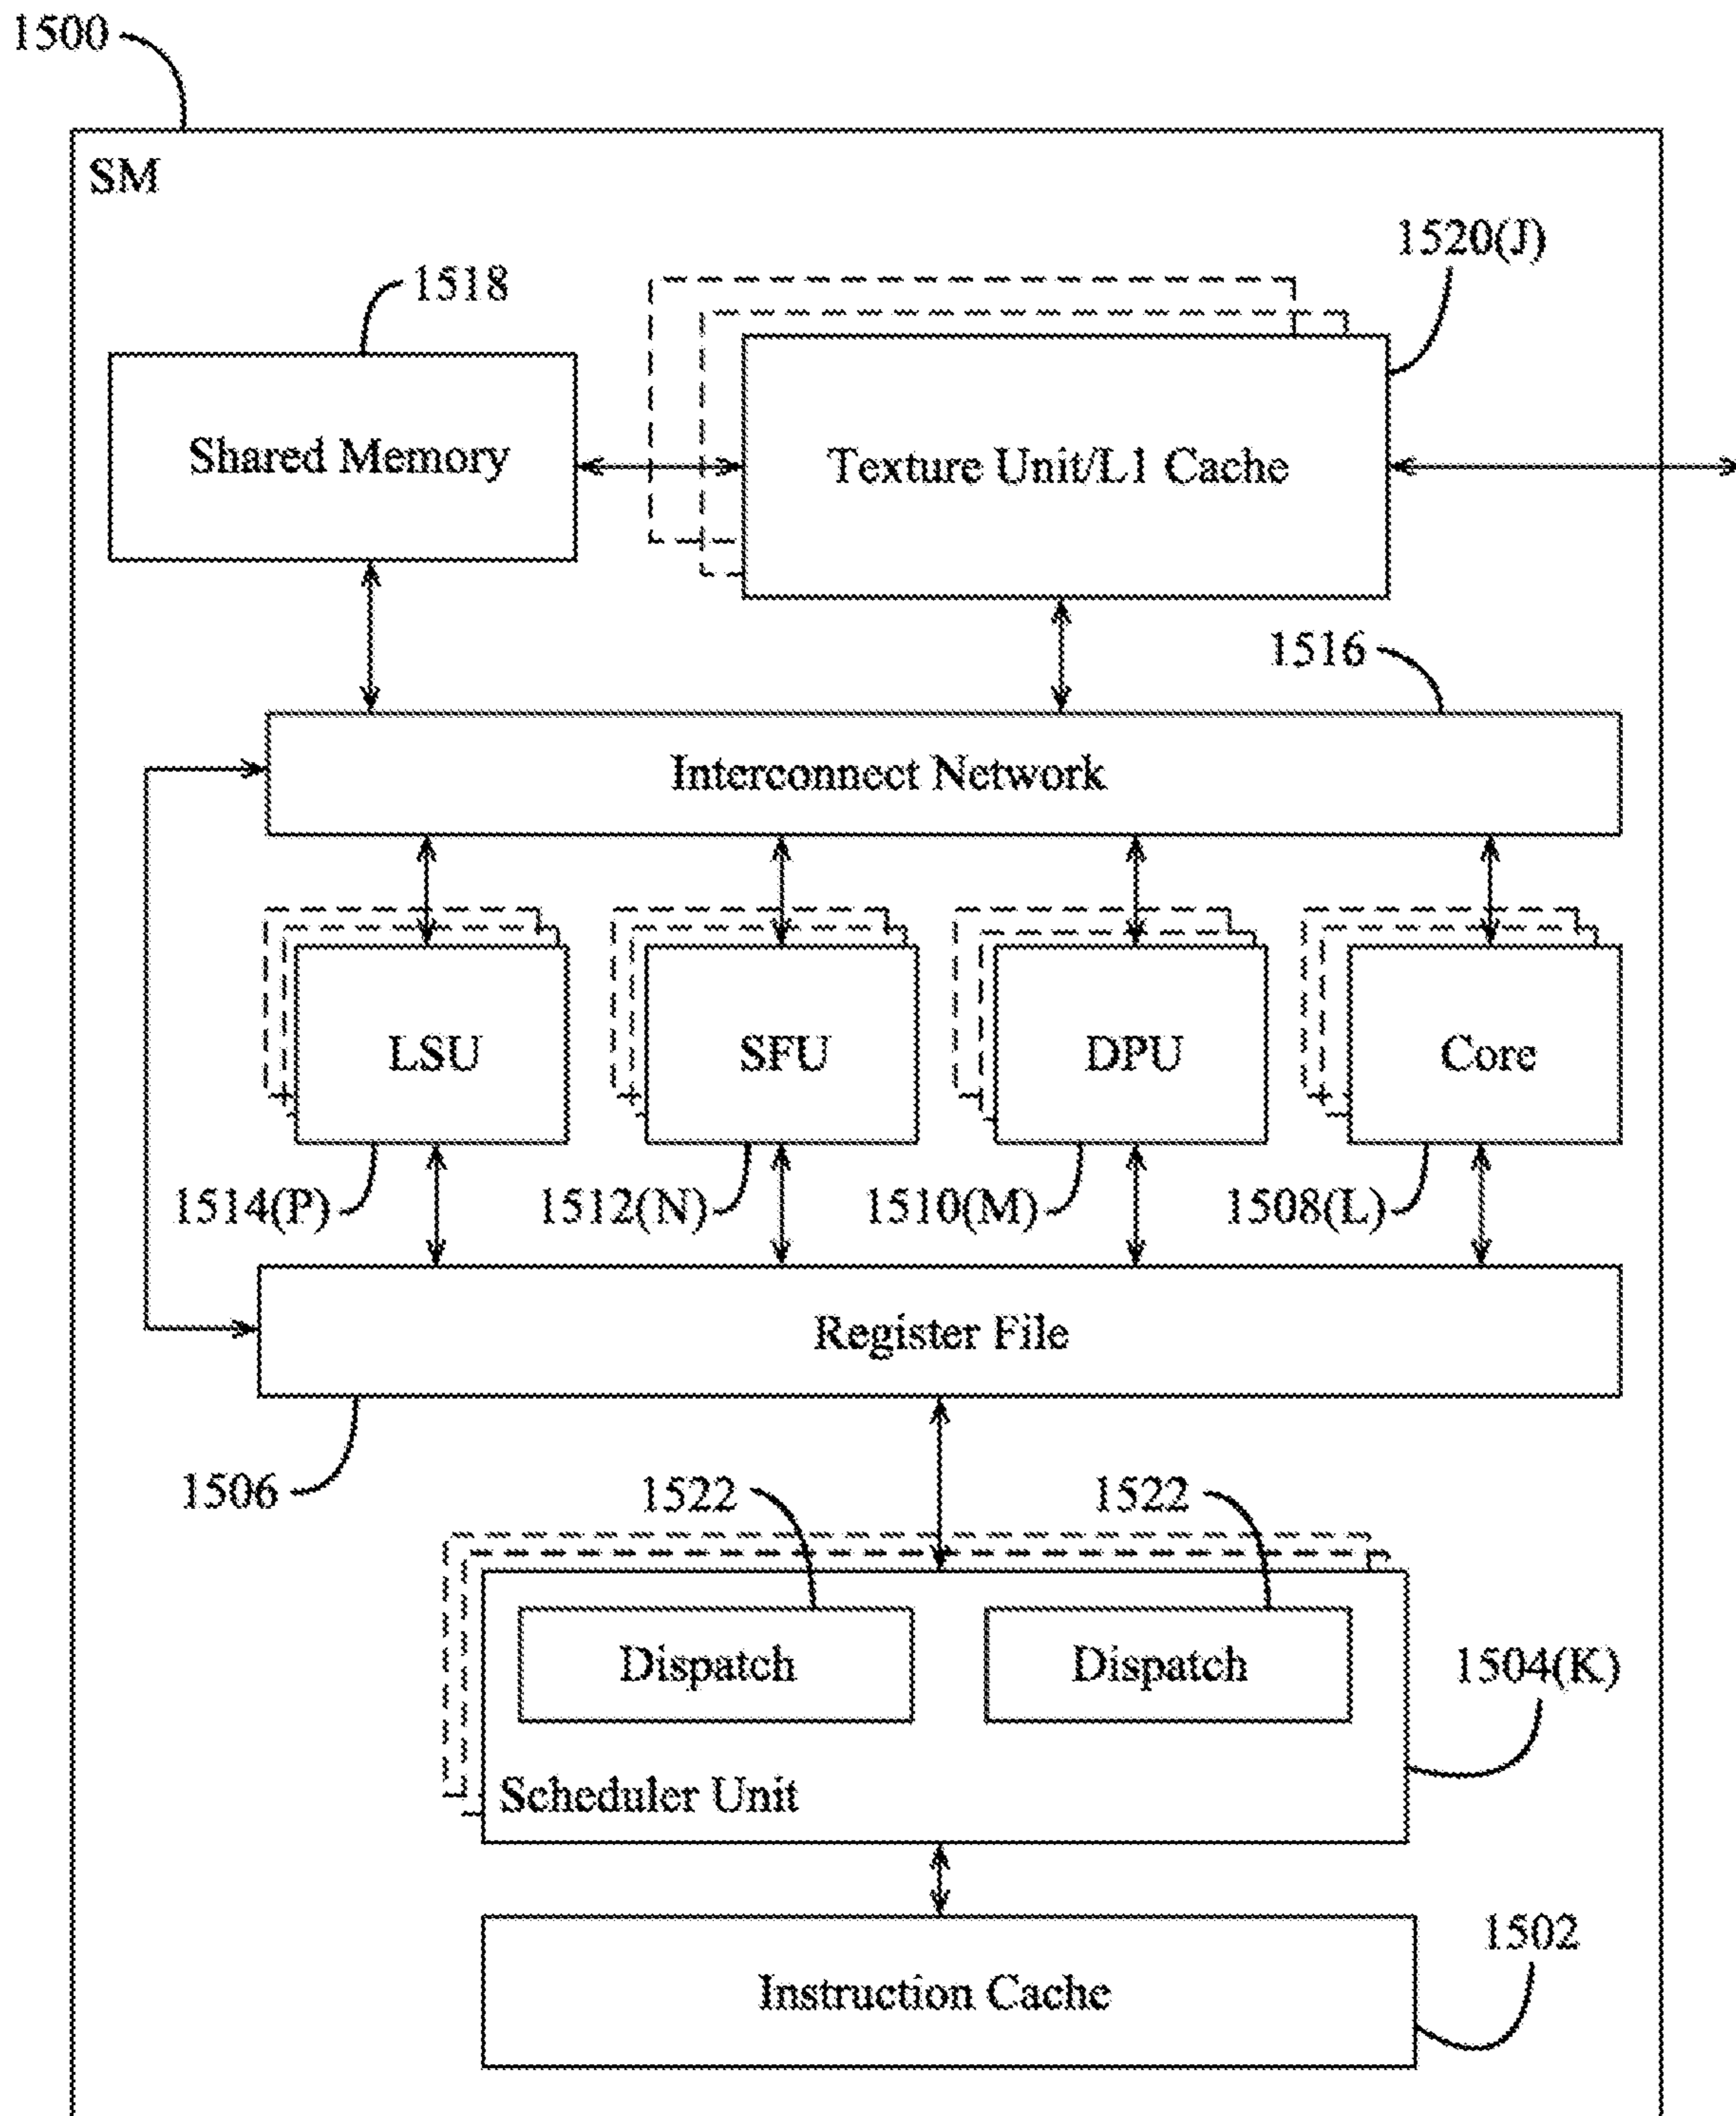 1500
SM
1520(J)
1518
Shared Memory
Texture Unit/L1 Cache
1516
Interconnect Network
LSU
SFU
DPU
Core
1514(P)
1512(N)
1510(M)
1508(L)
Register File
1506
1522
1522
Dispatch
Dispatch
1504(K)
Scheduler Unit
1502
Instruction Cache